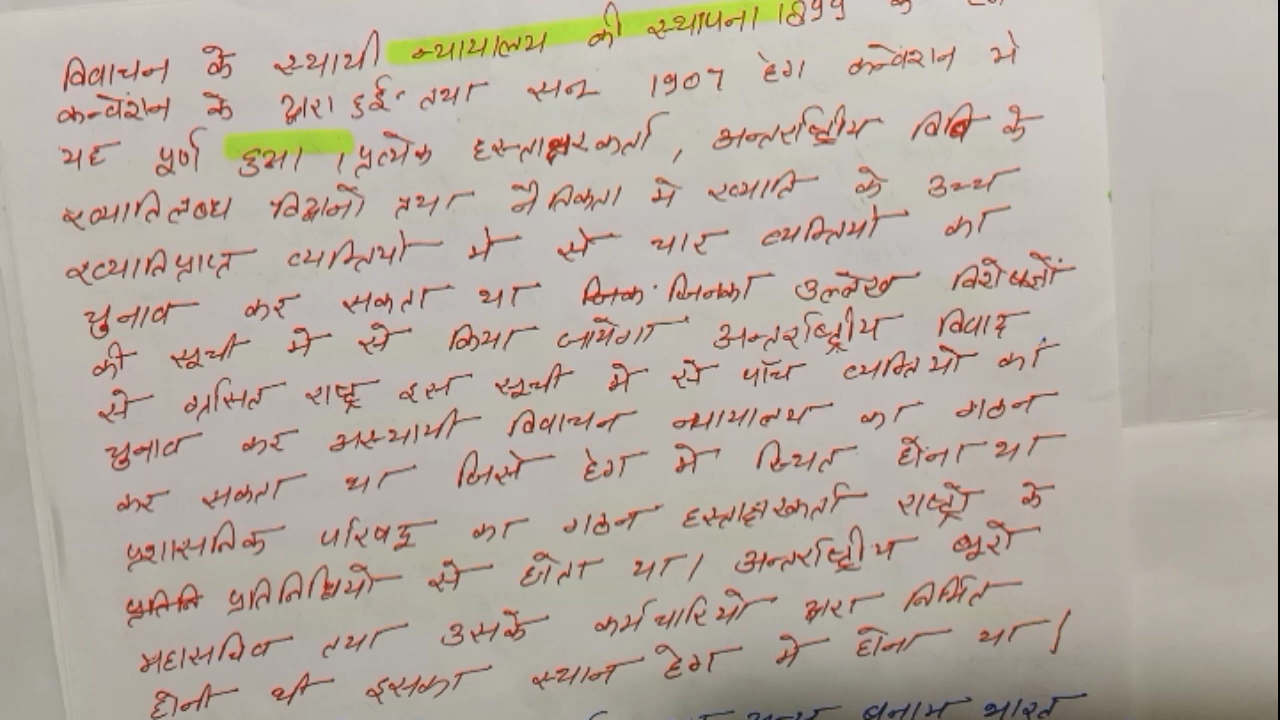 विवाचन के स्थायी न्यायालय की स्थापना 1899 के
कन्वेंशन के द्वारा हुई तथा सन 1907 हेग कन्वेंशन मे
यह पूर्ण हुआ । प्रत्येक हस्ताक्षरकर्ता, अन्तर्राष्ट्रीय विधि के
ख्यातिलब्ध विद्वानों तथा नैतिकता मे ख्याति के उच्च
ख्यातिप्राप्त व्यक्तियो मे से चार व्यक्तियो का
चुनाव कर सकता था जिनका उल्लेख विशेषज्ञों
की सूची मे से किया जायेगा अन्तर्राष्ट्रीय विवाद
से ग्रसित राष्ट्र इस सूची मे से पाँच व्यक्तियो का
चुनाव कर अस्थायी विवाचन न्यायालय का गठन
कर सकता था जिसे हेग मे स्थित होना था
प्रशासनिक परिषद का गठन हस्ताक्षरकर्ता राष्ट्रो के
प्रतिनिधियो से होता था। अन्तर्राष्ट्रीय ब्यूरो
महासचिव तथा उसके कर्मचारियो द्वारा निर्मित
होनी थी इसका स्थान हेग मे होना था।
बनाम भारत